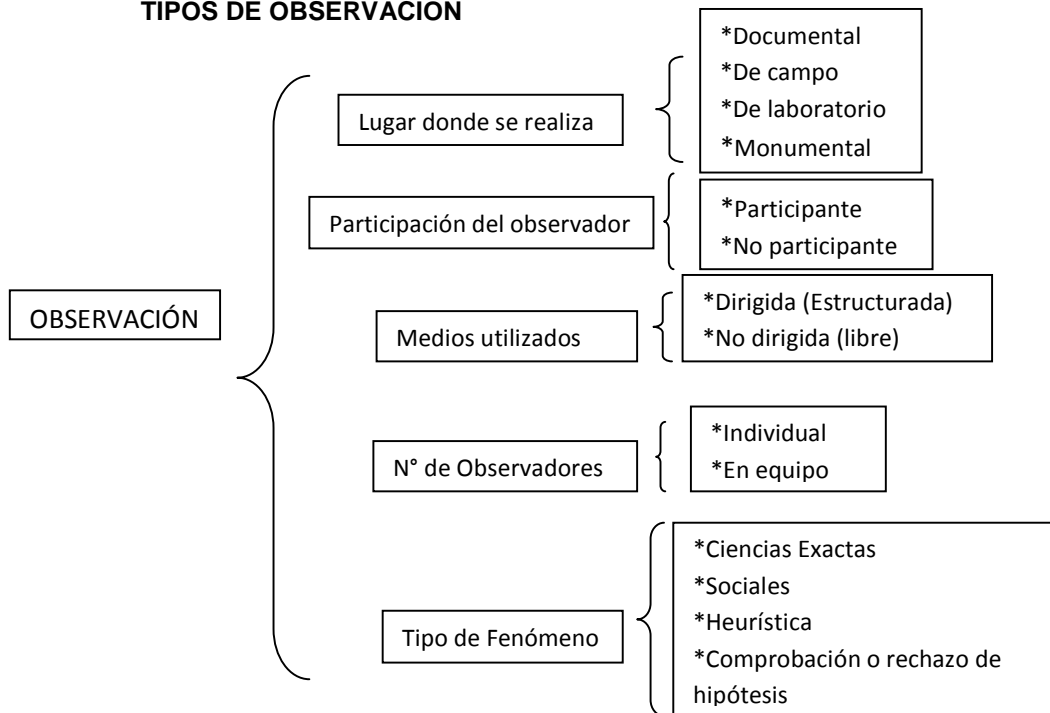 TIPOS DE OBSERVACIÓN
*Documental
*De campo
*De laboratorio
*Monumental
Lugar donde se realiza
*Participante
*No participante
Participación del observador
*Dirigida (Estructurada)
*No dirigida (libre)
OBSERVACIÓN
Medios utilizados
*Individual
*En equipo
N° de Observadores
*Ciencias Exactas
*Sociales
*Heurística
*Comprobación o rechazo de
hipótesis
Tipo de Fenómeno